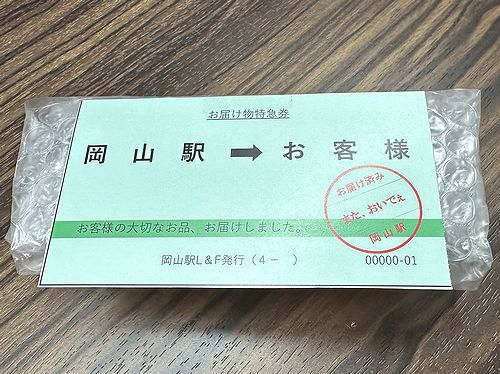 お届け物特急券
岡山駅➡お客様
お届け済み
また、おいでぇ
岡山駅
お客様の大切なお品、お届けしました。
岡山駅L&F発行（4－　）
00000-01